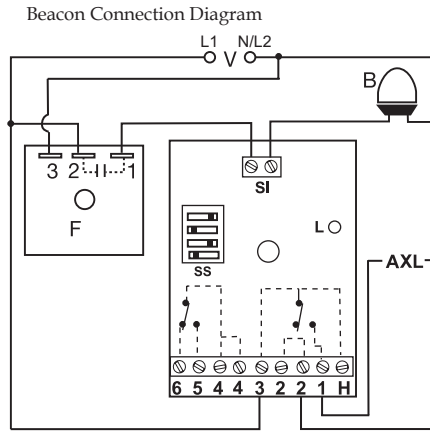 Beacon Connection Diagram
L1 V N/L2
B
3 2 1
F
SI
L
SS
AXL
6 5 4 4 3 2 2 1 H